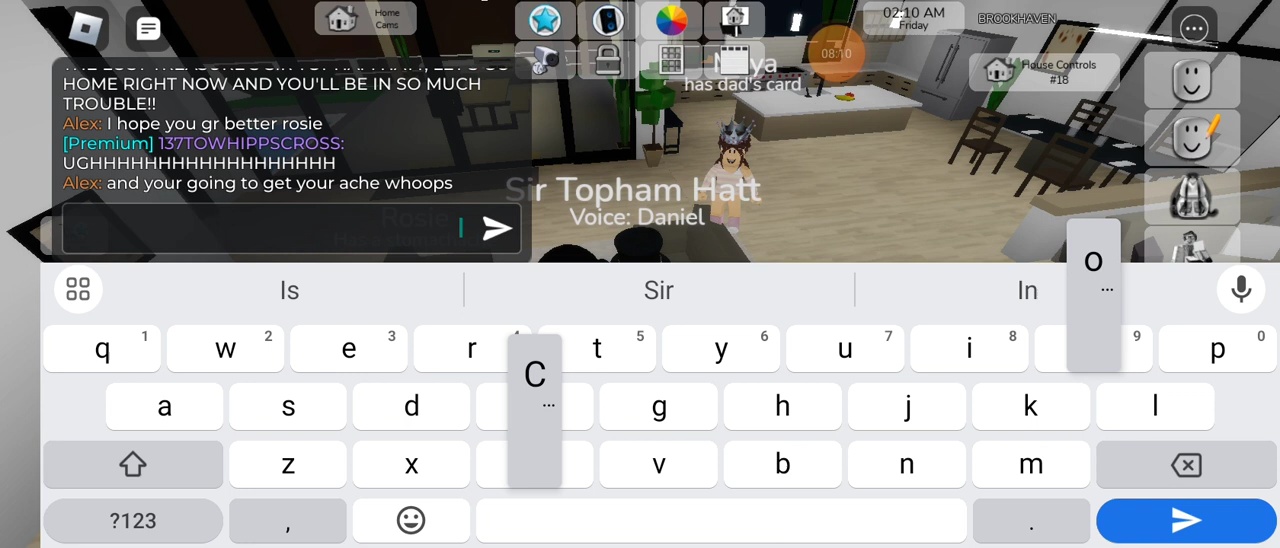 Home
Cams
02:10 AM
Friday
BROOKHAVEN
08:10
House Controls
#18
has dad's card
HOME RIGHT NOW AND YOU'LL BE IN SO MUCH
TROUBLE!!
Alex: I hope you gr better rosie
[Premium] 137TOWHIPPSCROSS:
UGHHHHHHHHHHHHHHHHHHH
Alex: and your going to get your ache whoops
Sir Topham Hatt
Voice: Daniel
Rosie
Is Sir In
q 1 w 2 e 3 r t 5 y 6 u 7 i 8 o 9 p 0
a s d g h j k l
z x C v b n m
?123 , .